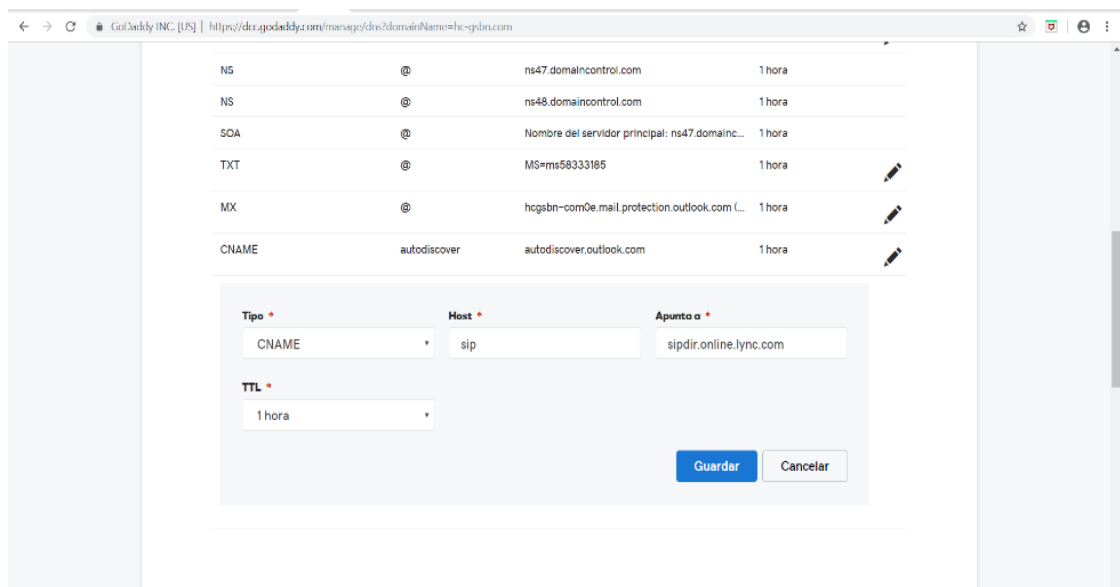 GoDaddy INC. [US] | https://dcc.godaddy.com/manage/dns?domainName=hc-gsbn.com
NS @ ns47.domaincontrol.com 1 hora
NS @ ns48.domaincontrol.com 1 hora
SOA @ Nombre del servidor principal: ns47.domainc... 1 hora
TXT @ MS=ms58333185 1 hora
MX @ hcgsbn-com0e.mail.protection.outlook.com (... 1 hora
CNAME autodiscover autodiscover.outlook.com 1 hora
Tipo * Host * Apunta a *
CNAME sip sipdir.online.lync.com
TTL *
1 hora
Guardar Cancelar